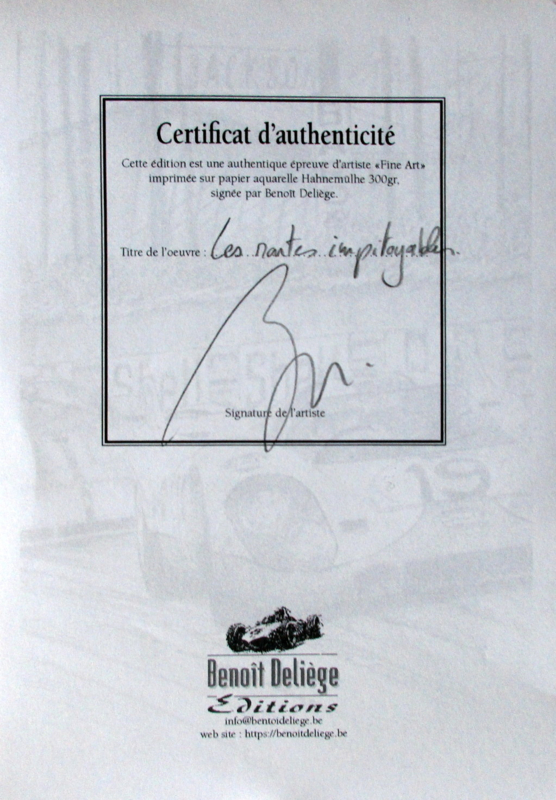 Certificat d'authenticité
Cette édition est une authentique épreuve d'artiste «Fine Art»
imprimée sur papier aquarelle Hahnemülhe 300gr.
signée par Benoît Deliège.
Titre de l'oeuvre : Les nantes impitoyables.
Signature de l'artiste
Benoît Deliège
Editions
info@bentoideliege.be
web site : https://benoitdeliege.be